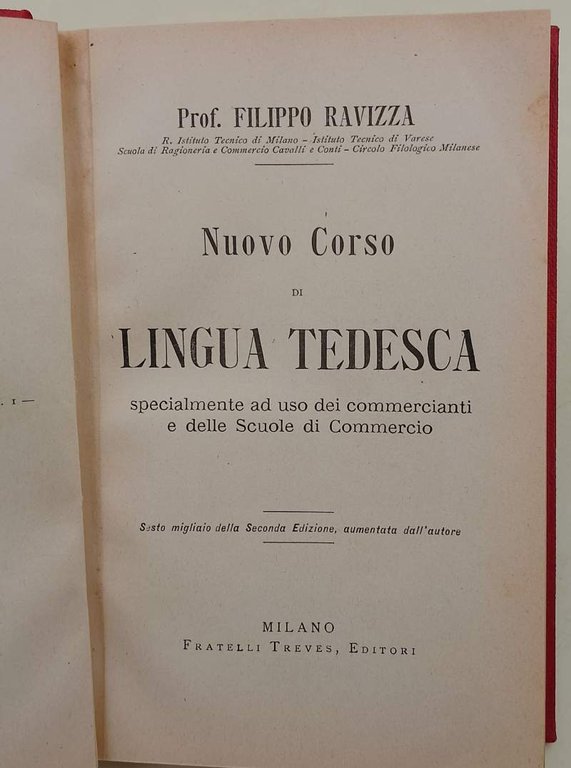 Prof. FILIPPO RAVIZZA
R. Istituto Tecnico di Milano – Istituto Tecnico di Varese
Scuola di Ragioneria e Commercio Cavalli e Conti – Circolo Filologico Milanese
Nuovo Corso
DI
LINGUA TEDESCA
specialmente ad uso dei commercianti
e delle Scuole di Commercio
Sesto migliaio della Seconda Edizione, aumentata dall'autore
MILANO
FRATELLI TREVES, EDITORI
. 1 —